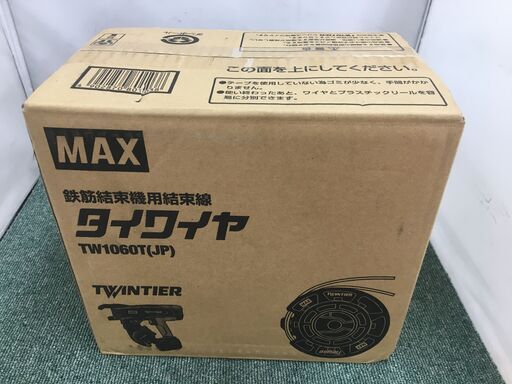 この面を上にしてください。
●テープを使用していない為ゴミが少なく、手間がかか
りません。
●使い終わったあと、ワイヤとプラスチックリールを容
易に分別できます。
MAX
鉄筋結束機用結束線
タイワイヤ
TW1060T(JP)
TWINTIER
TWINTIER